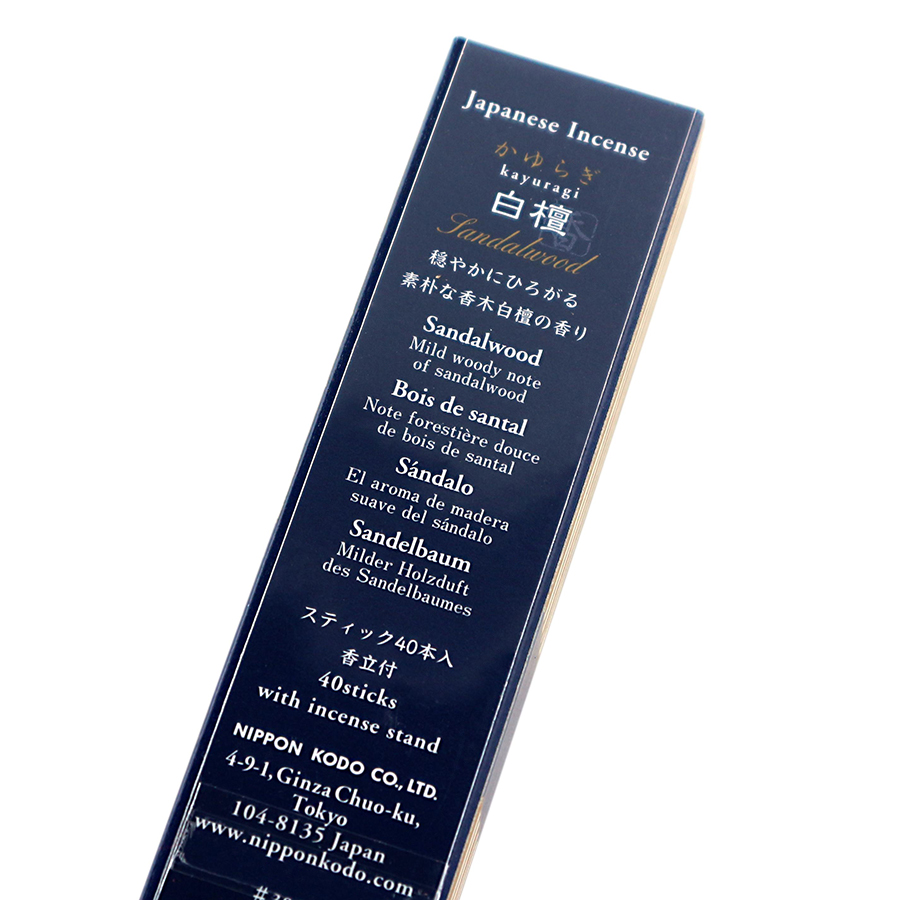 Japanese Incense
かゆらぎ
kayuragi
白檀
香
Sandalwood
穏やかにひろがる
素朴な香木白檀の香り
Sandalwood
Mild woody note
of sandalwood
Bois de santal
Note forestière douce
de bois de santal
Sándalo
El aroma de madera
suave del sándalo
Sandelbaum
Milder Holzduft
des Sandelbaumes
スティック40本入
香立付
40sticks
with incense stand
NIPPON KODO CO., LTD.
4-9-1, Ginza Chuo-ku,
Tokyo
104-8135 Japan
www.nipponkodo.com